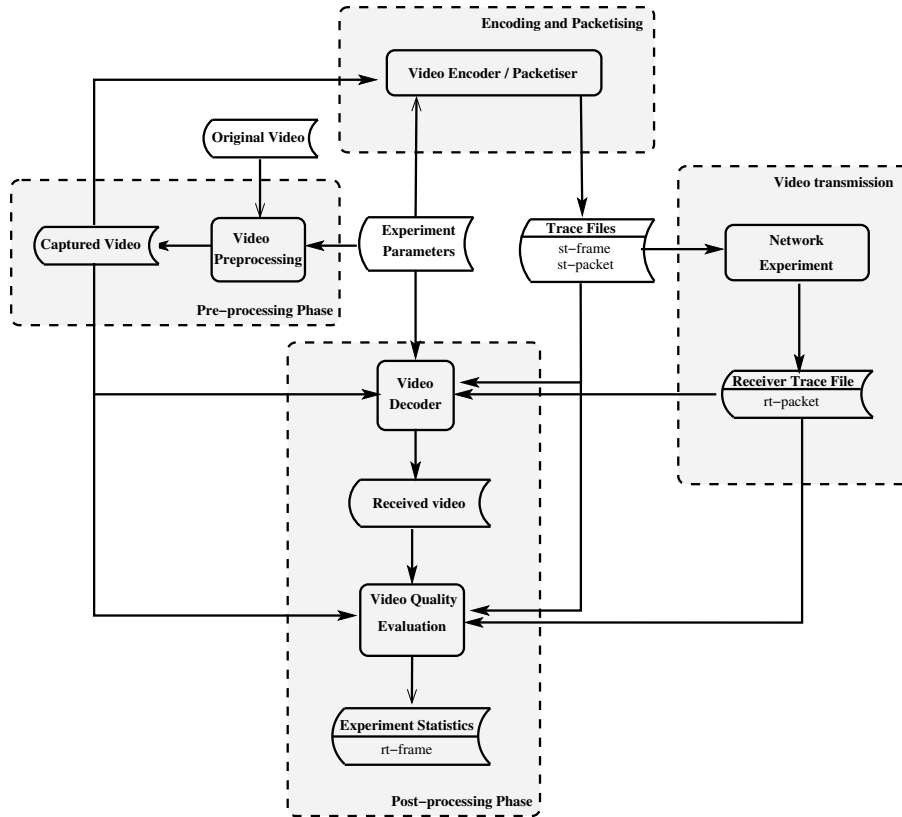 Encoding and Packetising
Video Encoder / Packetiser
Original Video
Video transmission
Captured Video
Video
Preprocessing
Experiment
Parameters
Trace Files
st−frame
st−packet
Network
Experiment
Pre−processing Phase
Video
Decoder
Receiver Trace File
rt−packet
Received video
Video Quality
Evaluation
Experiment Statistics
rt−frame
Post−processing Phase